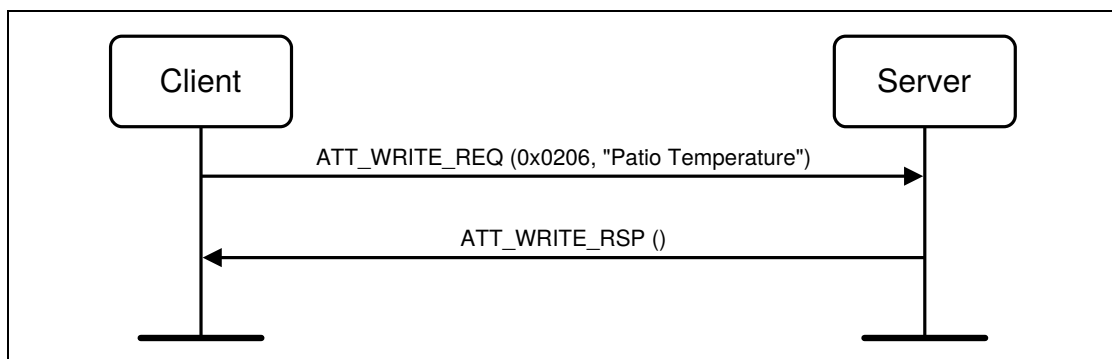 Client
Server
ATT_WRITE_REQ (0x0206, "Patio Temperature")
ATT_WRITE_RSP ()